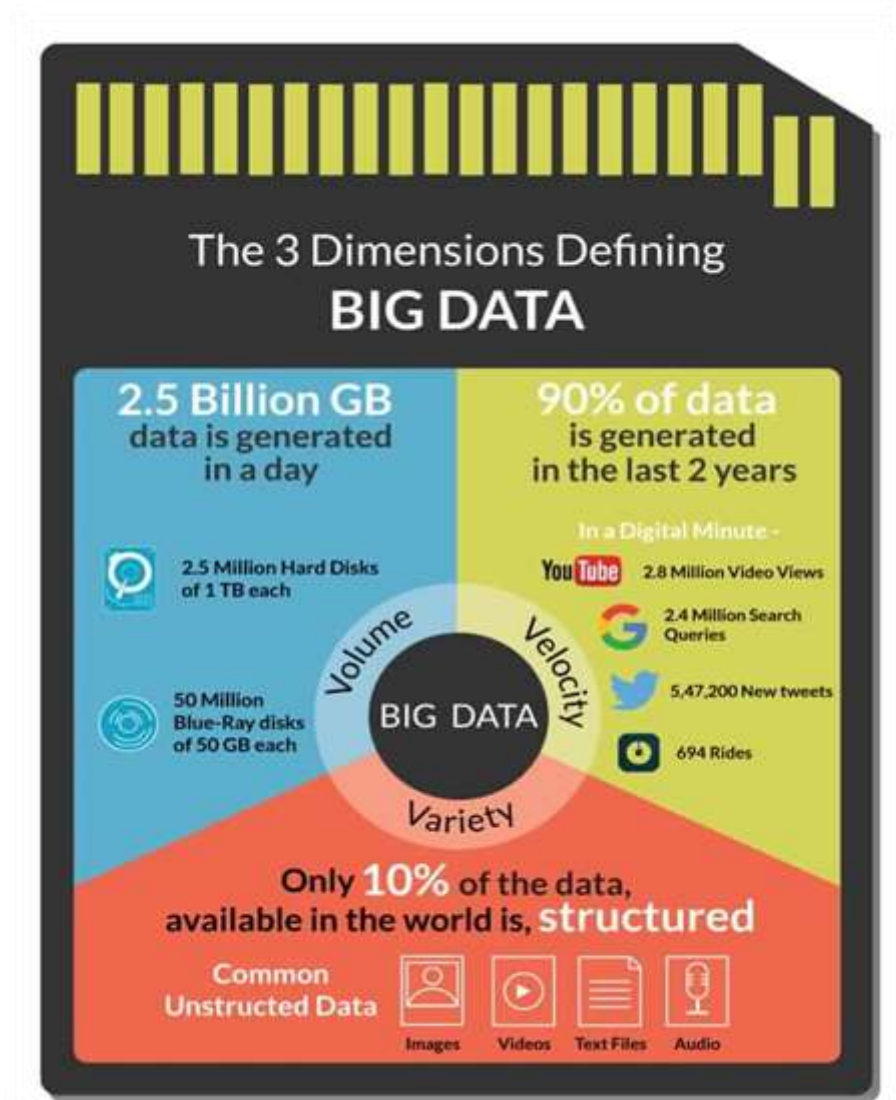 The 3 Dimensions Defining
BIG DATA
2.5 Billion GB
data is generated
in a day
2.5 Million Hard Disks
of 1 TB each
50 Million
Blue-Ray disks
of 50 GB each
90% of data
is generated
in the last 2 years
In a Digital Minute -
YouTube 2.8 Million Video Views
2.4 Million Search
Queries
5,47,200 New tweets
694 Rides
Volume
Velocity
BIG DATA
Variety
Only 10% of the data,
available in the world is, structured
Common
Unstructed Data
Images Videos Text Files Audio